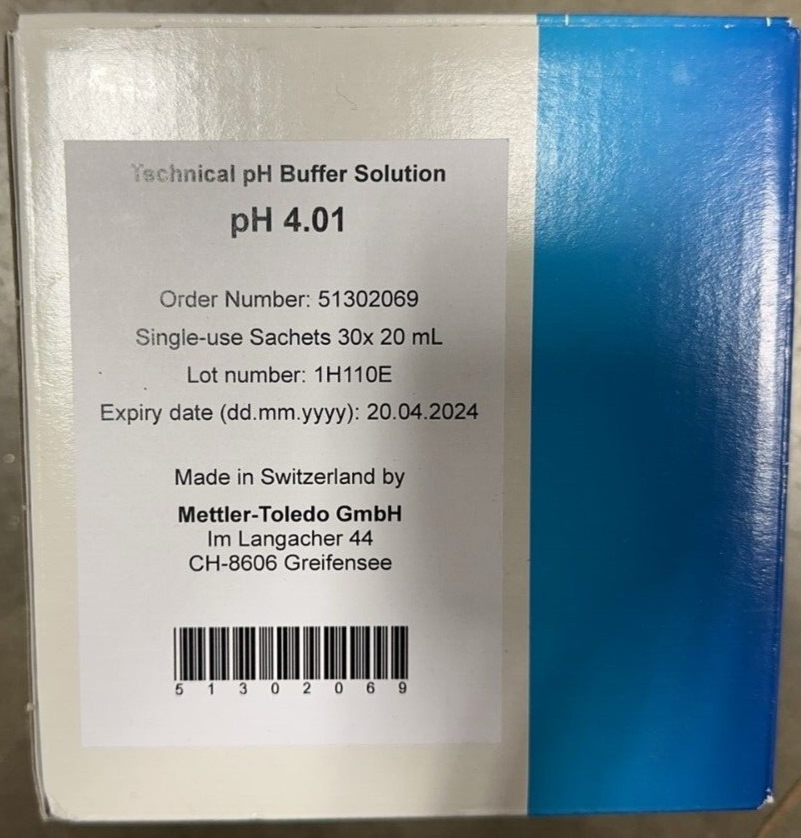 Technical pH Buffer Solution
pH 4.01
Order Number: 51302069
Single-use Sachets 30x 20 mL
Lot number: 1H110E
Expiry date (dd.mm.yyyy): 20.04.2024
Made in Switzerland by
Mettler-Toledo GmbH
Im Langacher 44
CH-8606 Greifensee
5 1 3 0 2 0 6 9